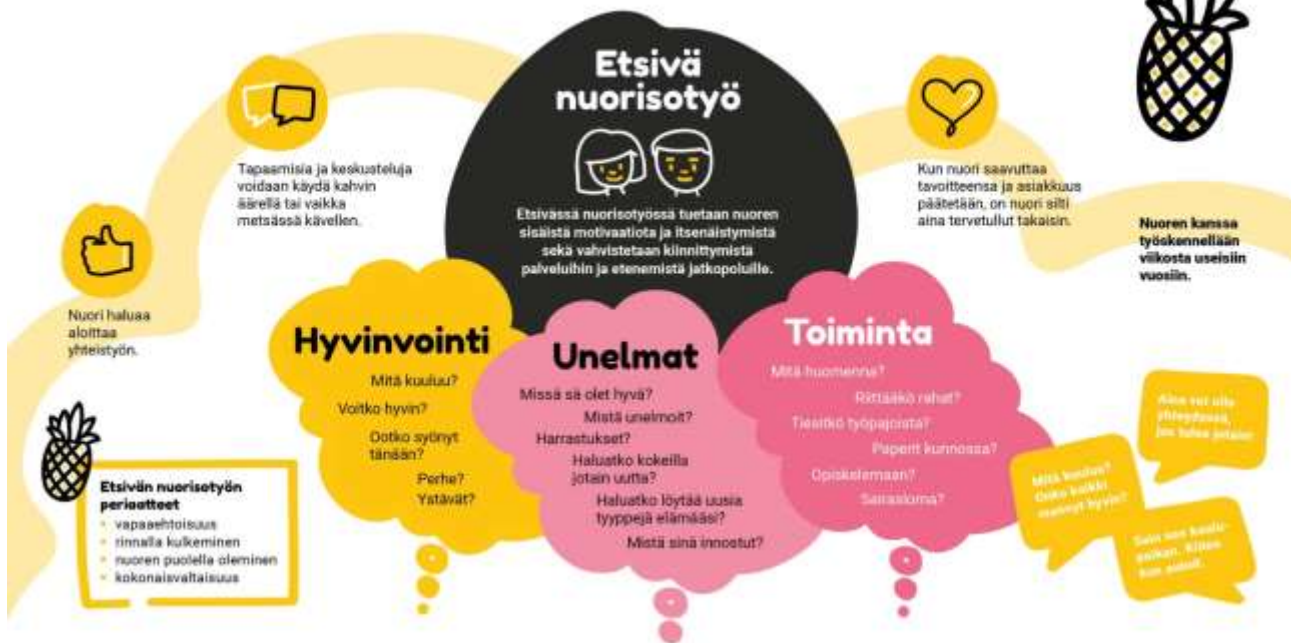 Etsivä
nuorisotyö
Etsivässä nuorisotyössä tuetaan nuoren
sisäistä motivaatiota ja itsenäistymistä
sekä vahvistetaan kiinnittymistä
palveluihin ja etenemistä jatkopoluille.
Nuori haluaa
aloittaa
yhteistyön.
Tapaamisia ja keskusteluja
voidaan käydä kahvin
äärellä tai vaikka
metsässä kävellen.
Kun nuori saavuttaa
tavoitteensa ja asiakkuus
päätetään, on nuori silti
aina tervetullut takaisin.
Nuoren kanssa
työskennellään
viikosta useisiin
vuosiin.
Hyvinvointi
Mitä kuuluu?
Voitko hyvin?
Ootko syönyt
tänään?
Perhe?
Ystävät?
Unelmat
Missä sä olet hyvä?
Mistä unelmoit?
Harrastukset?
Haluatko kokeilla
jotain uutta?
Haluatko löytää uusia
tyyppejä elämääsi?
Mistä sinä innostut?
Toiminta
Mitä huomenna?
Riittääkö rahat?
Tiesitkö työpajoista?
Paperit kunnossa?
Opiskelemaan?
Sairasloma?
Etsivän nuorisotyön
periaatteet
vapaaehtoisuus
rinnalla kulkeminen
nuoren puolella oleminen
kokonaisvaltaisuus
Aina voi olla
yhteydessä,
jos tulee jotain!
Mitä kuuluu?
Onko kaikki
mennyt hyvin?
Sain sen koulu-
paikan. Kiitos
kun autoit.